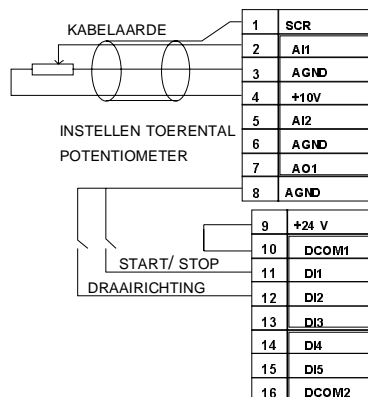 KABELAARDE
INSTELLEN TOERENTAL
POTENTIOMETER
1 SCR
2 AI1
3 AGND
4 +10V
5 AI2
6 AGND
7 AO1
8 AGND
START/ STOP
DRAAIRICHTING
9 +24 V
10 DCOM1
11 DI1
12 DI2
13 DI3
14 DI4
15 DI5
16 DCOM2